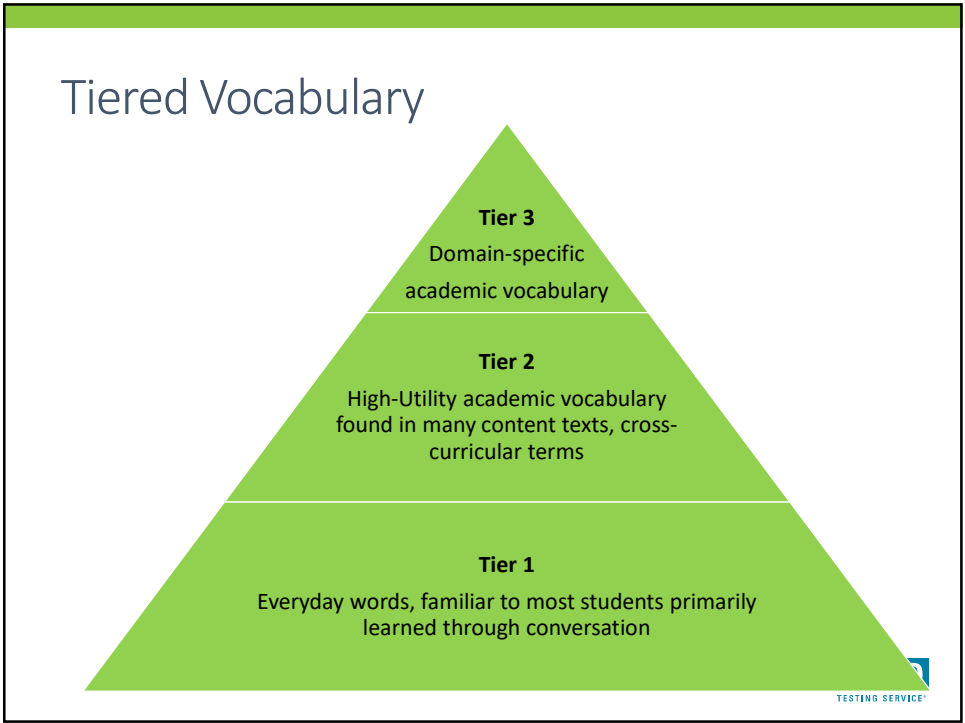 Tiered Vocabulary
Tier 3
Domain-specific
academic vocabulary
Tier 2
High-Utility academic vocabulary
found in many content texts, cross-
curricular terms
Tier 1
Everyday words, familiar to most students primarily
learned through conversation
TESTING SERVICE®